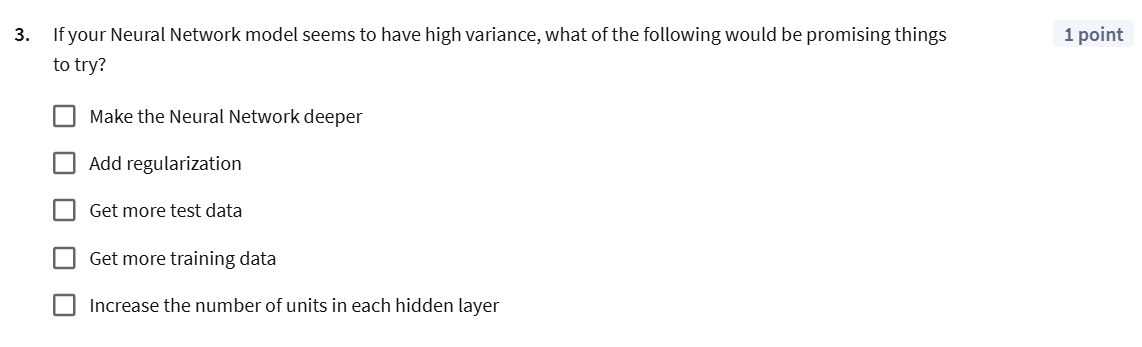 3. If your Neural Network model seems to have high variance, what of the following would be promising things 1 point
to try?
Make the Neural Network deeper
Add regularization
Get more test data
Get more training data
Increase the number of units in each hidden layer